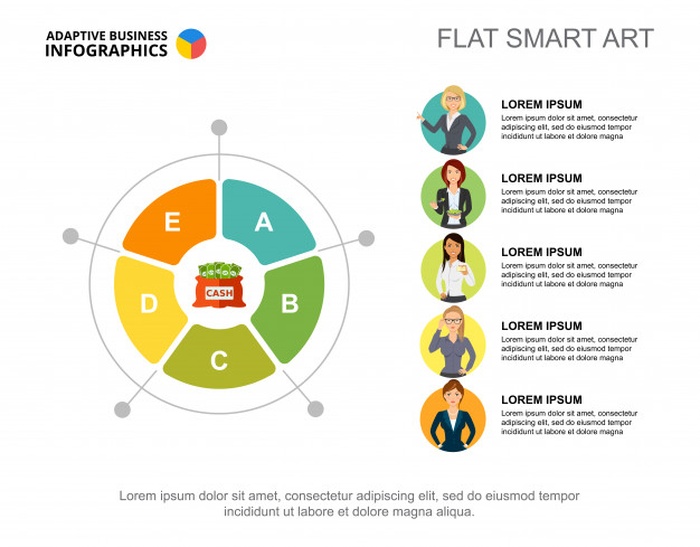 ADAPTIVE BUSINESS
INFOGRAPHICS
FLAT SMART ART
E
A
D
B
C
CASH
LOREM IPSUM
Lorem ipsum dolor sit amet, consectetur
adipiscing elit, sed do eiusmod tempor
incididunt ut labore et dolore magna
LOREM IPSUM
Lorem ipsum dolor sit amet, consectetur
adipiscing elit, sed do eiusmod tempor
incididunt ut labore et dolore magna
LOREM IPSUM
Lorem ipsum dolor sit amet, consectetur
adipiscing elit, sed do eiusmod tempor
incididunt ut labore et dolore magna
LOREM IPSUM
Lorem ipsum dolor sit amet, consectetur
adipiscing elit, sed do eiusmod tempor
incididunt ut labore et dolore magna
LOREM IPSUM
Lorem ipsum dolor sit amet, consectetur
adipiscing elit, sed do eiusmod tempor
incididunt ut labore et dolore magna
Lorem ipsum dolor sit amet, consectetur adipiscing elit, sed do eiusmod tempor
incididunt ut labore et dolore magna aliqua.